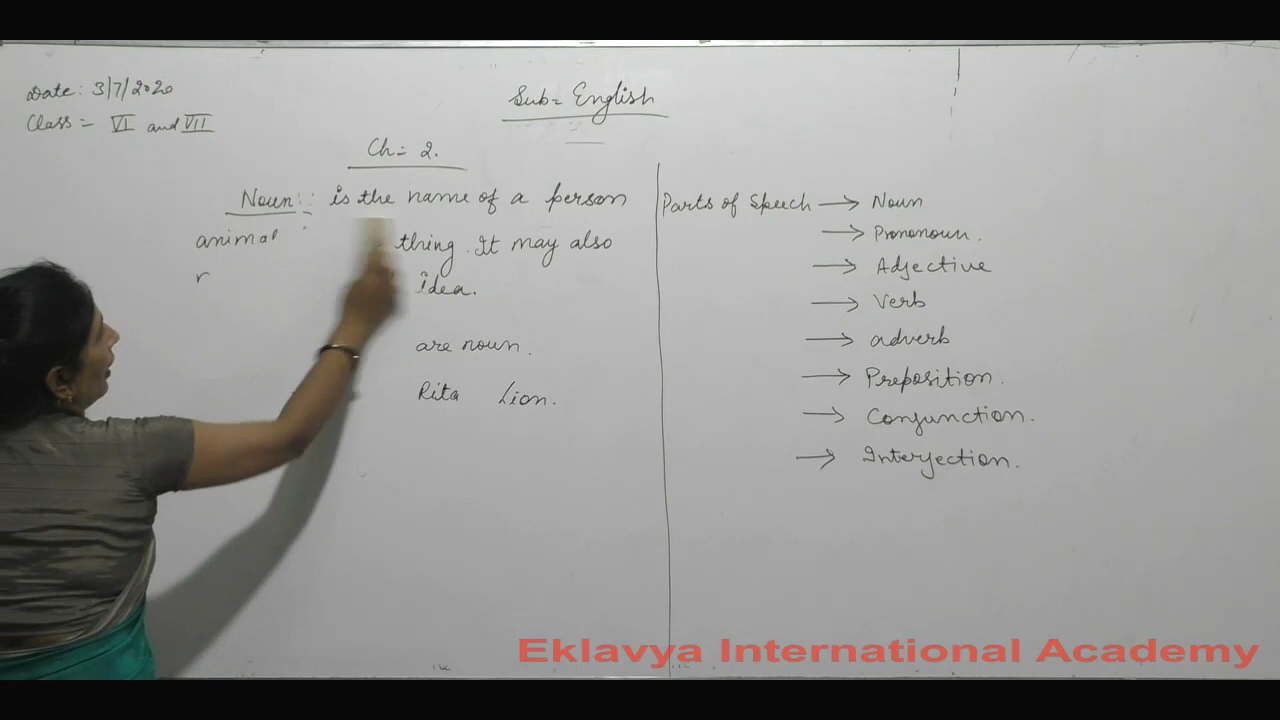 Date: 3/7/2020
Class = VI and VII
Sub = English
Ch = 2.
Noun :: is the name of a person
animal thing. It may also
idea.
are noun.
Rita Lion.
Parts of Speech → Noun
→ Prononoun.
→ Adjective
→ Verb
→ adverb
→ Preposition.
→ Conjunction.
→ Interjection.
Eklavya International Academy